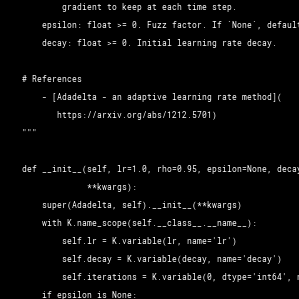 gradient to keep at each time step.
epsilon: float >= 0. Fuzz factor. If `None`, default
decay: float >= 0. Initial learning rate decay.
# References
- [Adadelta - an adaptive learning rate method](
https://arxiv.org/abs/1212.5701)
"""
def __init__(self, lr=1.0, rho=0.95, epsilon=None, decay
**kwargs):
super(Adadelta, self).__init__(**kwargs)
with K.name_scope(self.__class__.__name__):
self.lr = K.variable(lr, name='lr')
self.decay = K.variable(decay, name='decay')
self.iterations = K.variable(0, dtype='int64',
if epsilon is None: